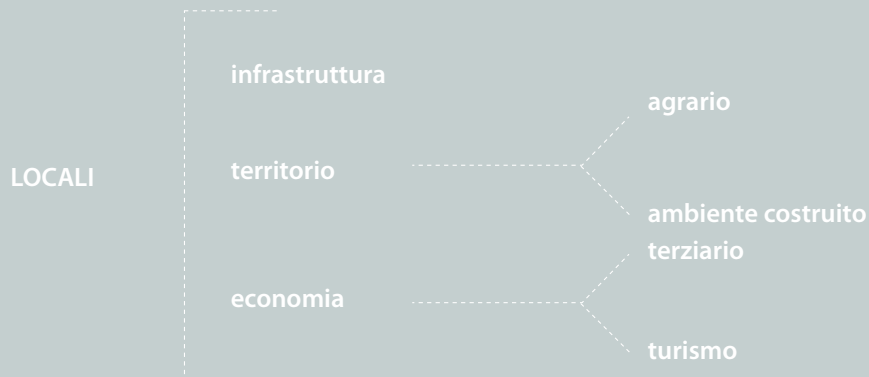 LOCALI
infrastruttura
territorio
agrario
ambiente costruito
economia
terziario
turismo